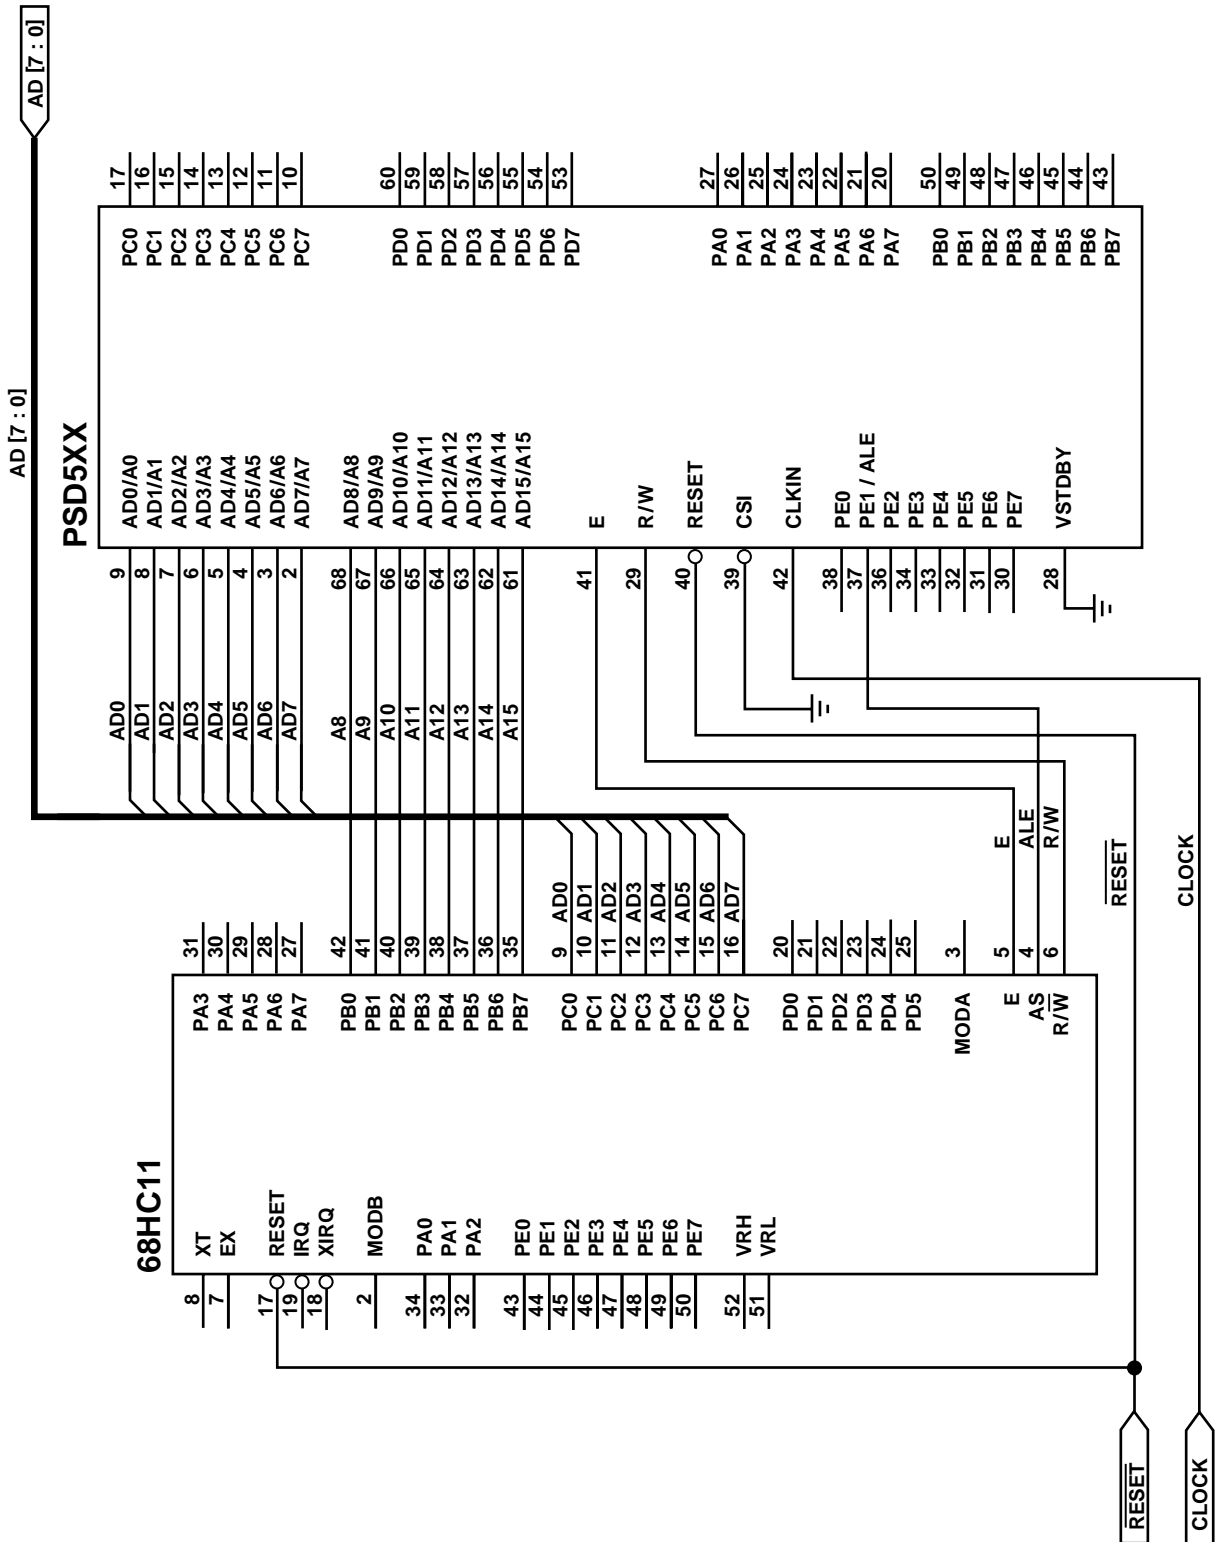 AD [7 : 0]
AD [7 : 0]
68HC11
8 XT
7 EX
17 RESET
19 IRQ
18 XIRQ
2 MODB
34 PA0
33 PA1
32 PA2
43 PE0
44 PE1
45 PE2
46 PE3
47 PE4
48 PE5
49 PE6
50 PE7
52 VRH
51 VRL
PA3 31
PA4 30
PA5 29
PA6 28
PA7 27
PB0 42
PB1 41
PB2 40
PB3 39
PB4 38
PB5 37
PB6 36
PB7 35
PC0 9 AD0
PC1 10 AD1
PC2 11 AD2
PC3 12 AD3
PC4 13 AD4
PC5 14 AD5
PC6 15 AD6
PC7 16 AD7
PD0 20
PD1 21
PD2 22
PD3 23
PD4 24
PD5 25
MODA 3
E 5 E
AS 4 ALE
R/W̅ 6 R/W
PSD5XX
AD0 9 AD0/A0
AD1 8 AD1/A1
AD2 7 AD2/A2
AD3 6 AD3/A3
AD4 5 AD4/A4
AD5 4 AD5/A5
AD6 3 AD6/A6
AD7 2 AD7/A7
A8 68 AD8/A8
A9 67 AD9/A9
A10 66 AD10/A10
A11 65 AD11/A11
A12 64 AD12/A12
A13 63 AD13/A13
A14 62 AD14/A14
A15 61 AD15/A15
41 E
29 R/W
40 RESET
39 CSI
42 CLKIN
38 PE0
37 PE1 / ALE
36 PE2
34 PE3
33 PE4
32 PE5
31 PE6
30 PE7
28 VSTDBY
PC0 17
PC1 16
PC2 15
PC3 14
PC4 13
PC5 12
PC6 11
PC7 10
PD0 60
PD1 59
PD2 58
PD3 57
PD4 56
PD5 55
PD6 54
PD7 53
PA0 27
PA1 26
PA2 25
PA3 24
PA4 23
PA5 22
PA6 21
PA7 20
PB0 50
PB1 49
PB2 48
PB3 47
PB4 46
PB5 45
PB6 44
PB7 43
R̅E̅S̅E̅T̅
R̅E̅S̅E̅T̅
CLOCK
CLOCK